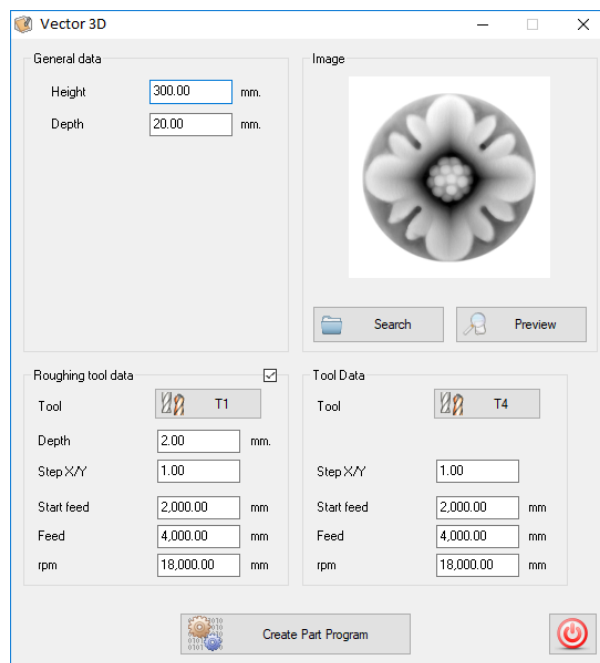 Vector 3D
General data
Height 300.00 mm.
Depth 20.00 mm.
Image
Search Preview
Roughing tool data
Tool T1
Depth 2.00 mm.
Step X/Y 1.00
Start feed 2,000.00 mm
Feed 4,000.00 mm
rpm 18,000.00 mm
Tool Data
Tool T4
Step X/Y 1.00
Start feed 2,000.00 mm
Feed 4,000.00 mm
rpm 18,000.00 mm
Create Part Program